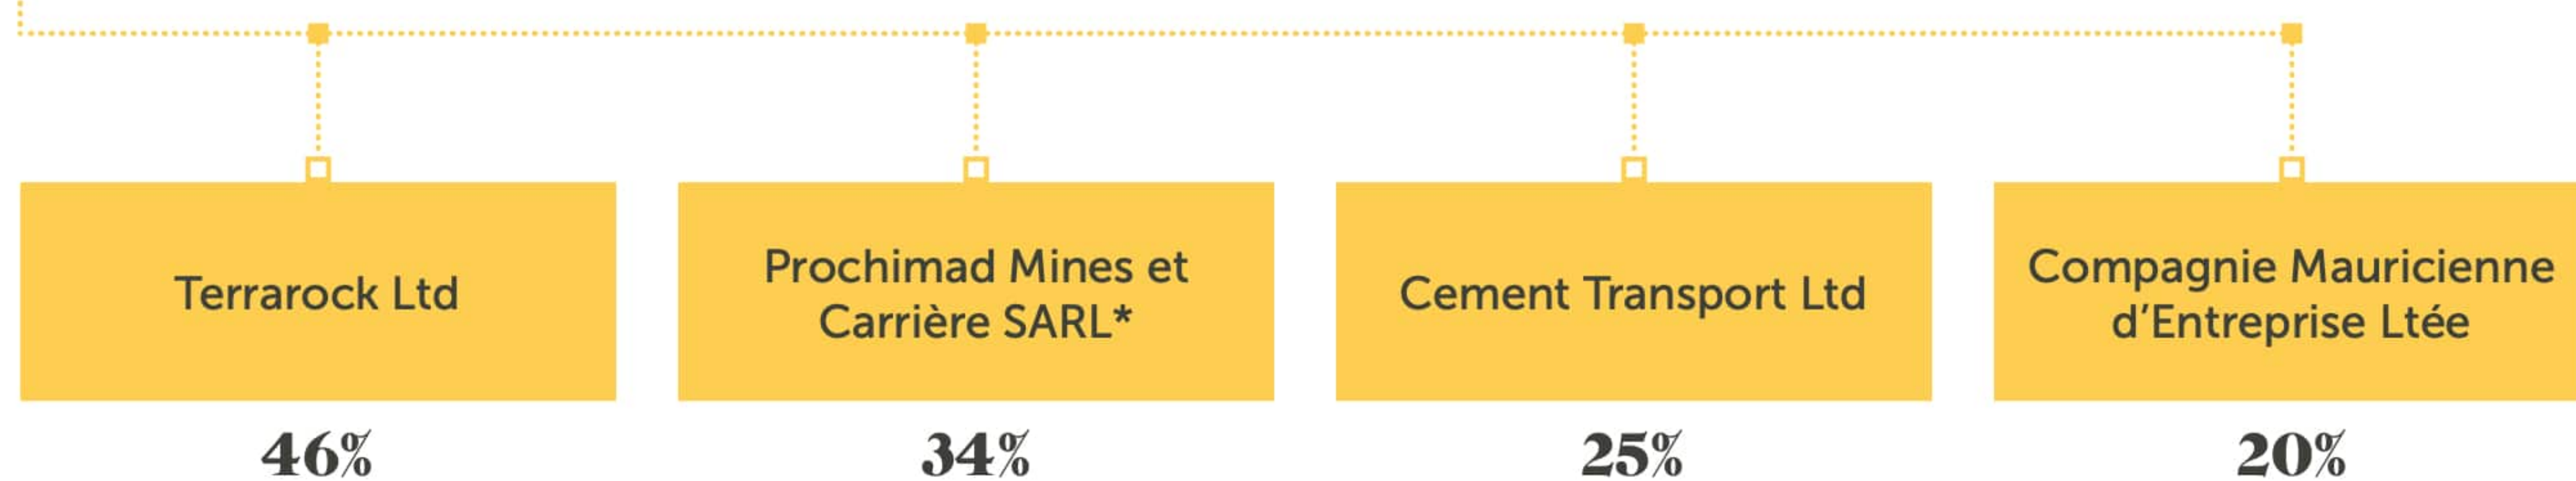 Terrarock Ltd
Prochimad Mines et
Carrière SARL*
Cement Transport Ltd
Compagnie Mauricienne
d'Entreprise Ltée
46%
34%
25%
20%